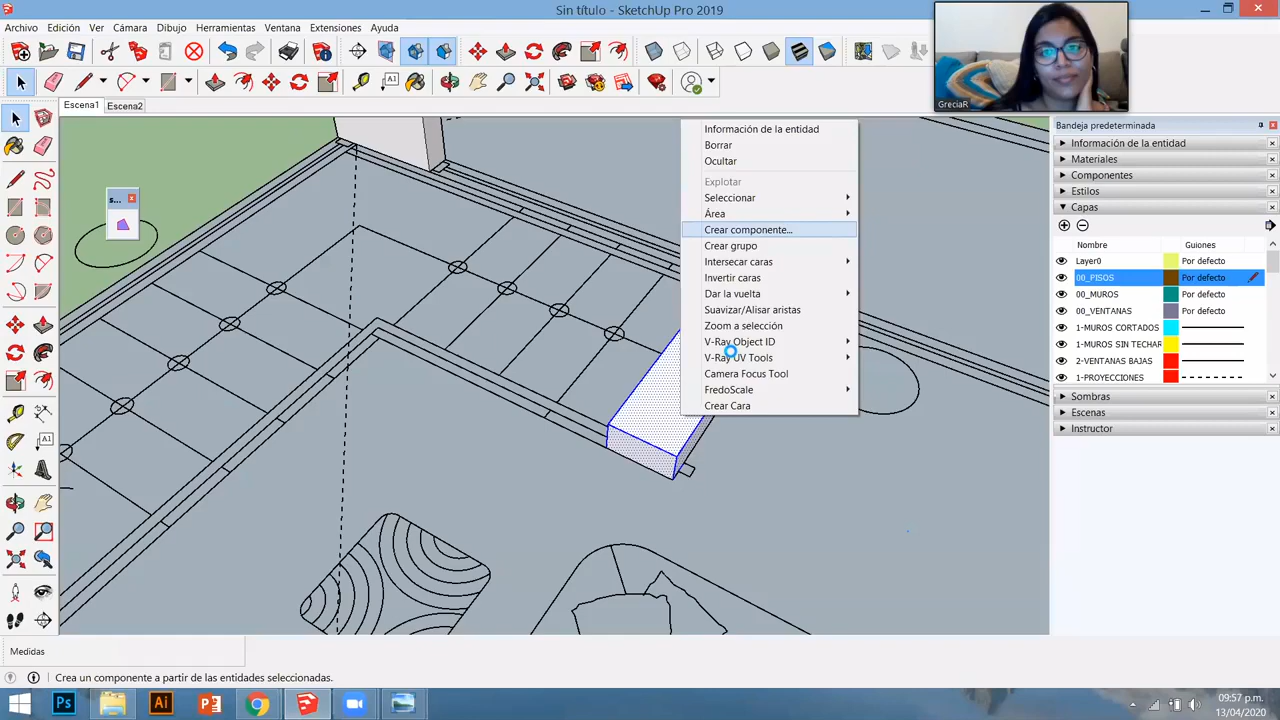 Sin título - SketchUp Pro 2019
Archivo Edición Ver Cámara Dibujo Herramientas Ventana Extensiones Ayuda
GreciaR
Escena1 Escena2
s...
Información de la entidad
Borrar
Ocultar
Explotar
Seleccionar
Área
Crear componente...
Crear grupo
Intersecar caras
Invertir caras
Dar la vuelta
Suavizar/Alisar aristas
Zoom a selección
V-Ray Object ID
V-Ray UV Tools
Camera Focus Tool
FredoScale
Crear Cara
Bandeja predeterminada
Información de la entidad
Materiales
Componentes
Estilos
Capas
Nombre Guiones
Layer0 Por defecto
00_PISOS Por defecto
00_MUROS Por defecto
00_VENTANAS Por defecto
1-MUROS CORTADOS
1-MUROS SIN TECHAR
2-VENTANAS BAJAS
1-PROYECCIONES
Sombras
Escenas
Instructor
Medidas
Crea un componente a partir de las entidades seleccionadas.
09:57 p.m.
13/04/2020